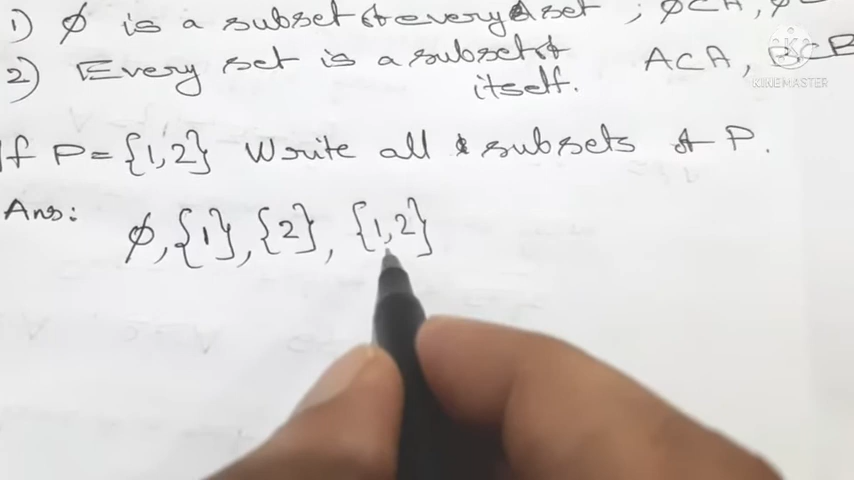 1) ϕ is a subset of every set ; ϕ⊂A,
2) Every set is a subset of itself. A⊂A, B⊂B
KINEMASTER
If P = {1,2} Write all subsets of P.
Ans:
ϕ, {1}, {2}, {1,2}